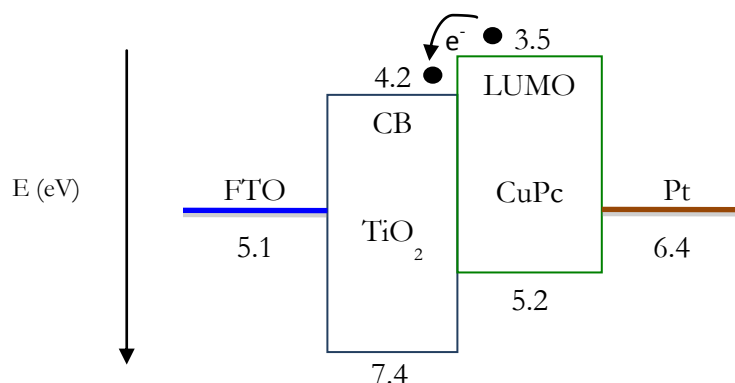 e⁻
3.5
4.2
LUMO
CB
E (eV)
FTO
CuPc
Pt
TiO₂
5.1
6.4
5.2
7.4